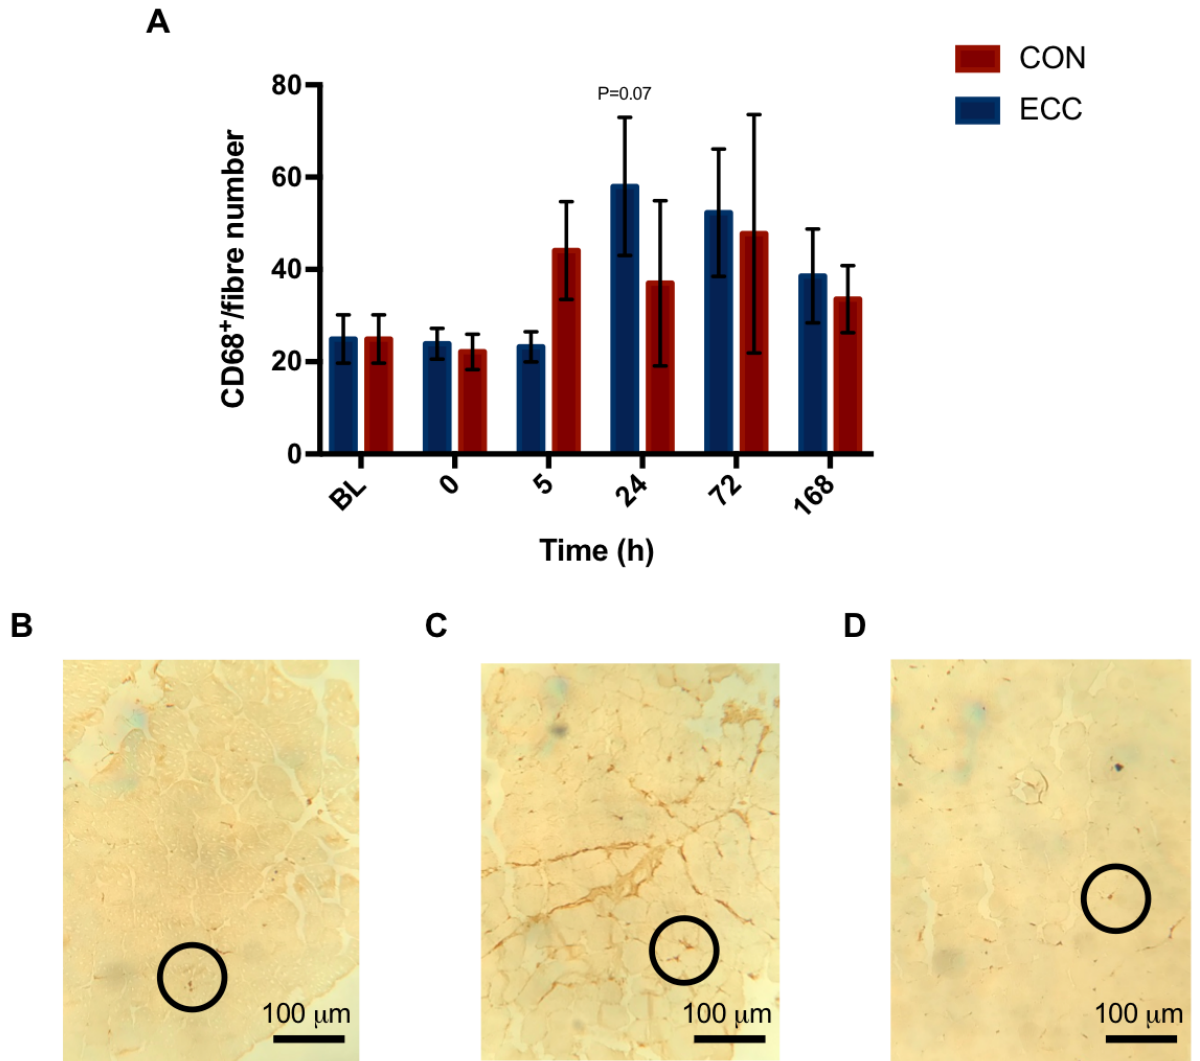 A
CON
ECC
P=0.07
80
60
40
20
0
CD68⁺/fibre number
BL 0 5 24 72 168
Time (h)
B
C
D
100 μm
100 μm
100 μm